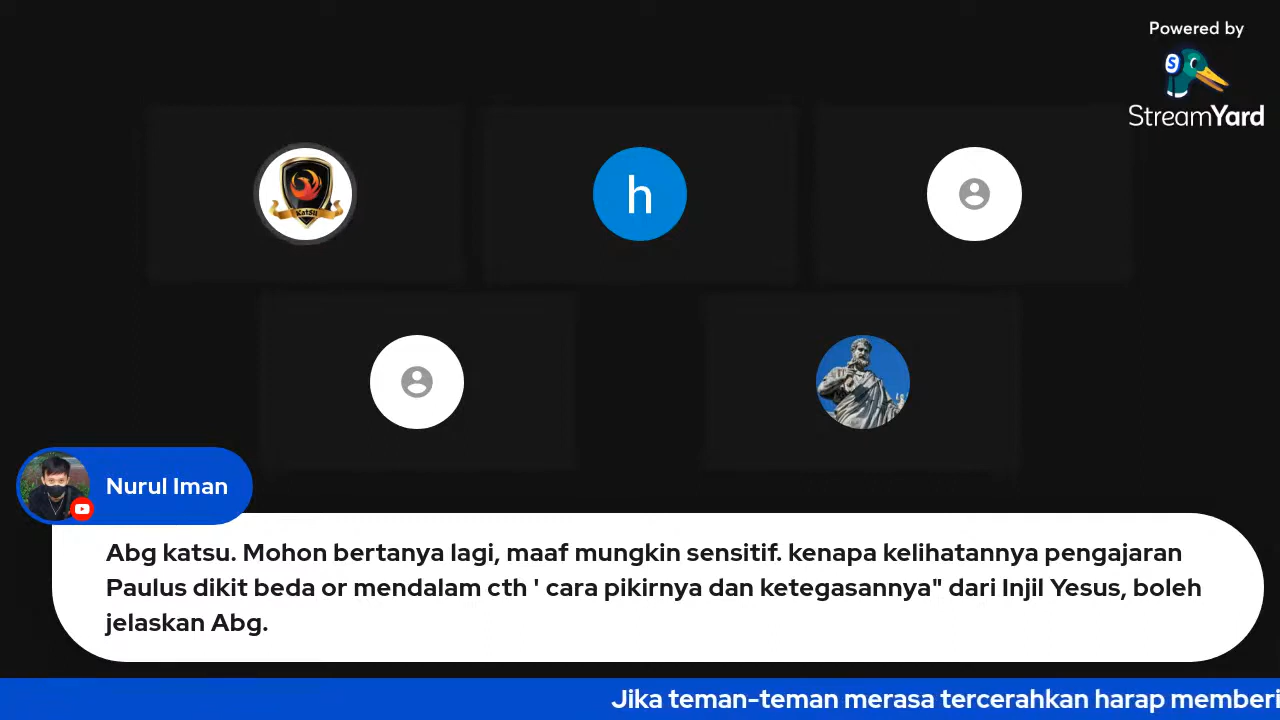 Powered by
S
StreamYard
Katsu
h
Nurul Iman
Abg katsu. Mohon bertanya lagi, maaf mungkin sensitif. kenapa kelihatannya pengajaran
Paulus dikit beda or mendalam cth ' cara pikirnya dan ketegasannya" dari Injil Yesus, boleh
jelaskan Abg.
Jika teman-teman merasa tercerahkan harap memberi